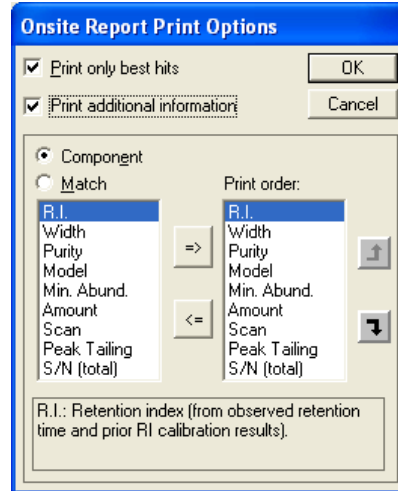 Onsite Report Print Options
Print only best hits
OK
Print additional information
Cancel
Component
Match
Print order:
R.I.
Width
Purity
Model
Min. Abund.
Amount
Scan
Peak Tailing
S/N (total)
=>
<=
R.I.
Width
Purity
Model
Min. Abund.
Amount
Scan
Peak Tailing
S/N (total)
R.I.: Retention index (from observed retention
time and prior RI calibration results).